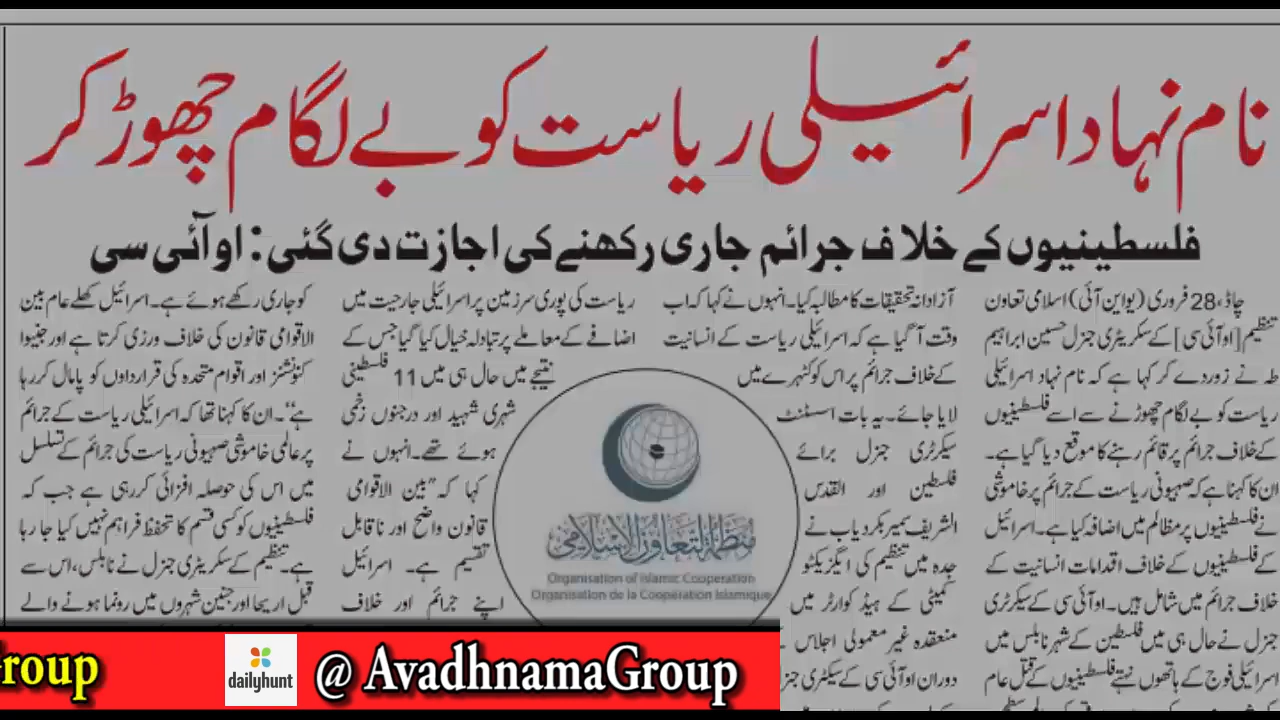 نام نہاد اسرائیلی ریاست کو بے لگام چھوڑ کر
فلسطینیوں کے خلاف جرائم جاری رکھنے کی اجازت دی گئی: او آئی سی
چاڈ، 28 فروری (یو این آئی) اسلامی تعاون
تنظیم [او آئی سی] کے سکریٹری جنرل حسین ابراہیم
طہ نے زور دے کر کہا ہے کہ نام نہاد اسرائیلی
ریاست کو بے لگام چھوڑنے سے اسے فلسطینیوں
کے خلاف جرائم پر قائم رہنے کا موقع دیا گیا ہے۔
ان کا کہنا ہے کہ صہیونی ریاست کے جرائم پر خاموشی
نے فلسطینیوں پر مظالم میں اضافہ کیا ہے۔ اسرائیل
کے فلسطینیوں کے خلاف اقدامات انسانیت کے
خلاف جرائم میں شامل ہیں۔ او آئی سی کے سیکرٹری
جنرل نے حال ہی میں فلسطین کے شہر نابلس میں
اسرائیلی فوج کے ہاتھوں نہتے فلسطینیوں کے قتل عام
آزادانہ تحقیقات کا مطالبہ کیا۔ انہوں نے کہا کہ اب
وقت آ گیا ہے کہ اسرائیلی ریاست کے انسانیت
کے خلاف جرائم پر اس کو کٹہرے میں
لایا جائے۔ یہ بات اسسٹنٹ
سیکرٹری جنرل برائے
فلسطین اور القدس
الشریف سمیر بکر دیاب نے
جدہ میں تنظیم کی ایگزیکٹو
کمیٹی کے ہیڈ کوارٹر میں
منعقدہ غیر معمولی اجلاس
دوران او آئی سی کے سیکرٹری جنر
ریاست کی پوری سرزمین پر اسرائیلی جارحیت میں
اضافے کے معاملے پر تبادلہ خیال کیا گیا جس کے
نتیجے میں حال ہی میں 11 فلسطینی
شہری شہید اور درجنوں زخمی
ہوئے تھے۔ انہوں نے
کہا کہ "بین الاقوامی
قانون واضح اور نا قابل
تقسیم ہے۔ اسرائیل
اپنے جرائم اور خلاف
منظمة التعاون الإسلامي
Organisation of Islamic Cooperation
Organisation de la Coopération Islamique
کو جاری رکھے ہوئے ہے۔ اسرائیل کھلے عام بین
الاقوامی قانون کی خلاف ورزی کرتا ہے اور جنیوا
کنونشنز اور اقوام متحدہ کی قراردادوں کو پامال کر رہا
ہے"۔ ان کا کہنا تھا کہ اسرائیلی ریاست کے جرائم
پر عالمی خاموشی صہیونی ریاست کی جرائم کے تسلسل
میں اس کی حوصلہ افزائی کر رہی ہے جب کہ
فلسطینیوں کو کسی قسم کا تحفظ فراہم نہیں کیا جا رہا
ہے۔ تنظیم کے سکریٹری جنرل نے نابلس، اس سے
قبل اریحا اور جنین شہروں میں رونما ہونے والے
Group
dailyhunt
@ AvadhnamaGroup